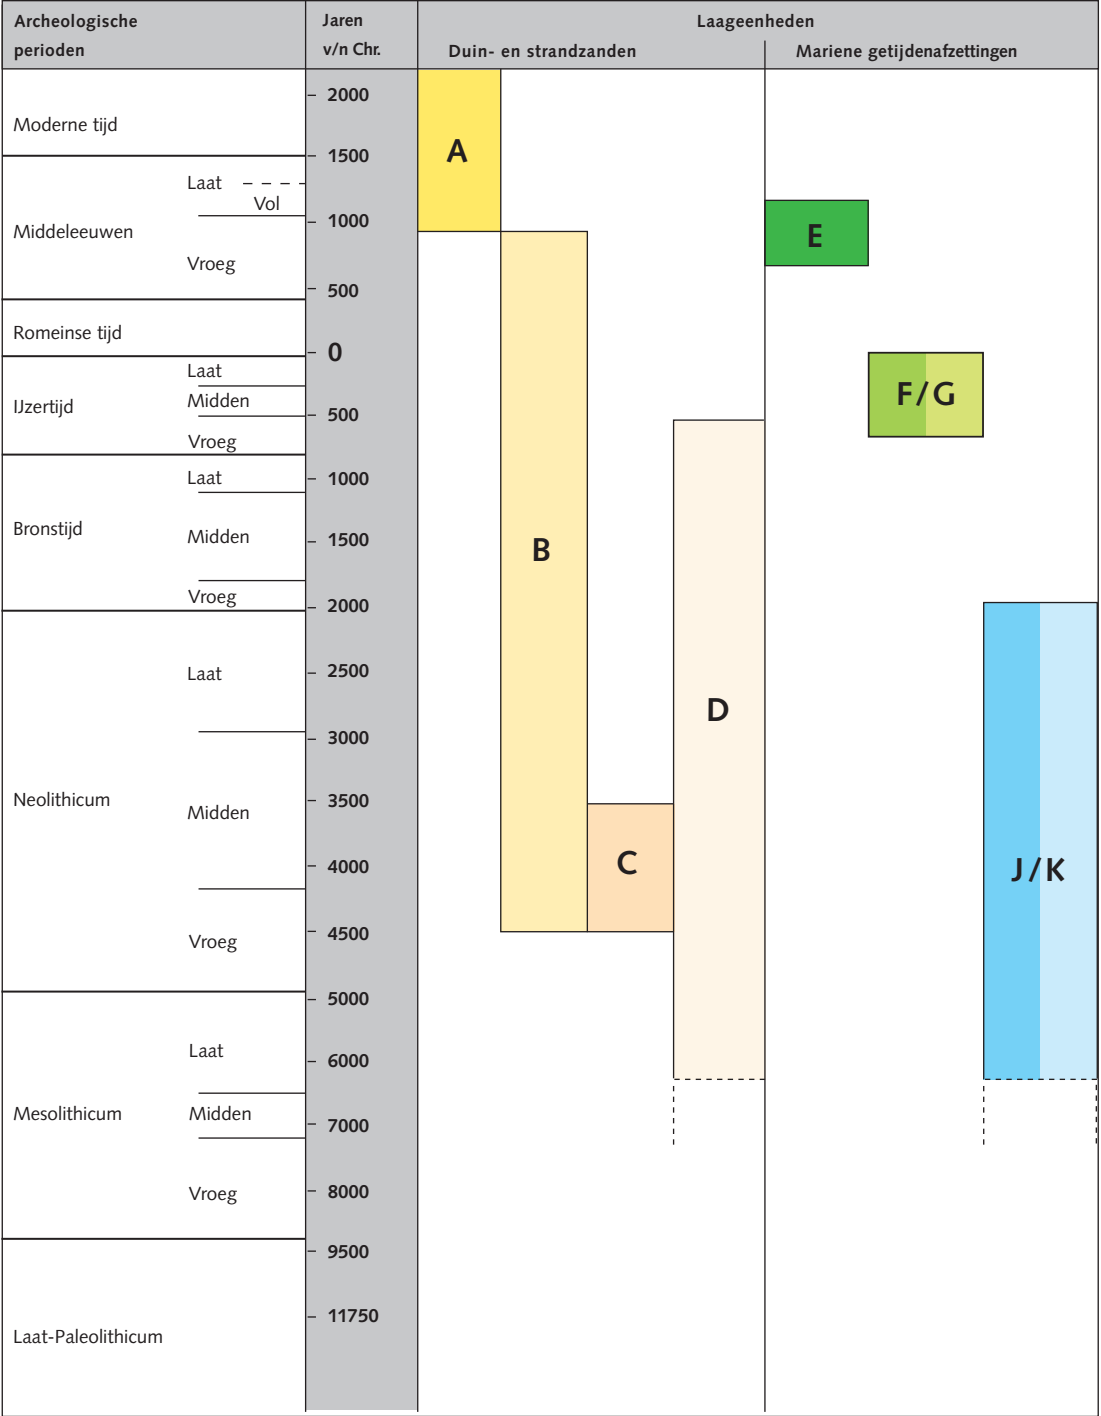 Archeologische
perioden
Jaren
v/n Chr.
Laageenheden
Duin- en strandzanden
Mariene getijdenafzettingen
Moderne tijd
Middeleeuwen
Laat
Vol
Vroeg
Romeinse tijd
IJzertijd
Laat
Midden
Vroeg
Bronstijd
Laat
Midden
Vroeg
Neolithicum
Laat
Midden
Vroeg
Mesolithicum
Laat
Midden
Vroeg
Laat-Paleolithicum
2000
1500
1000
500
0
500
1000
1500
2000
2500
3000
3500
4000
4500
5000
6000
7000
8000
9500
11750
A
B
C
D
E
F/G
J/K